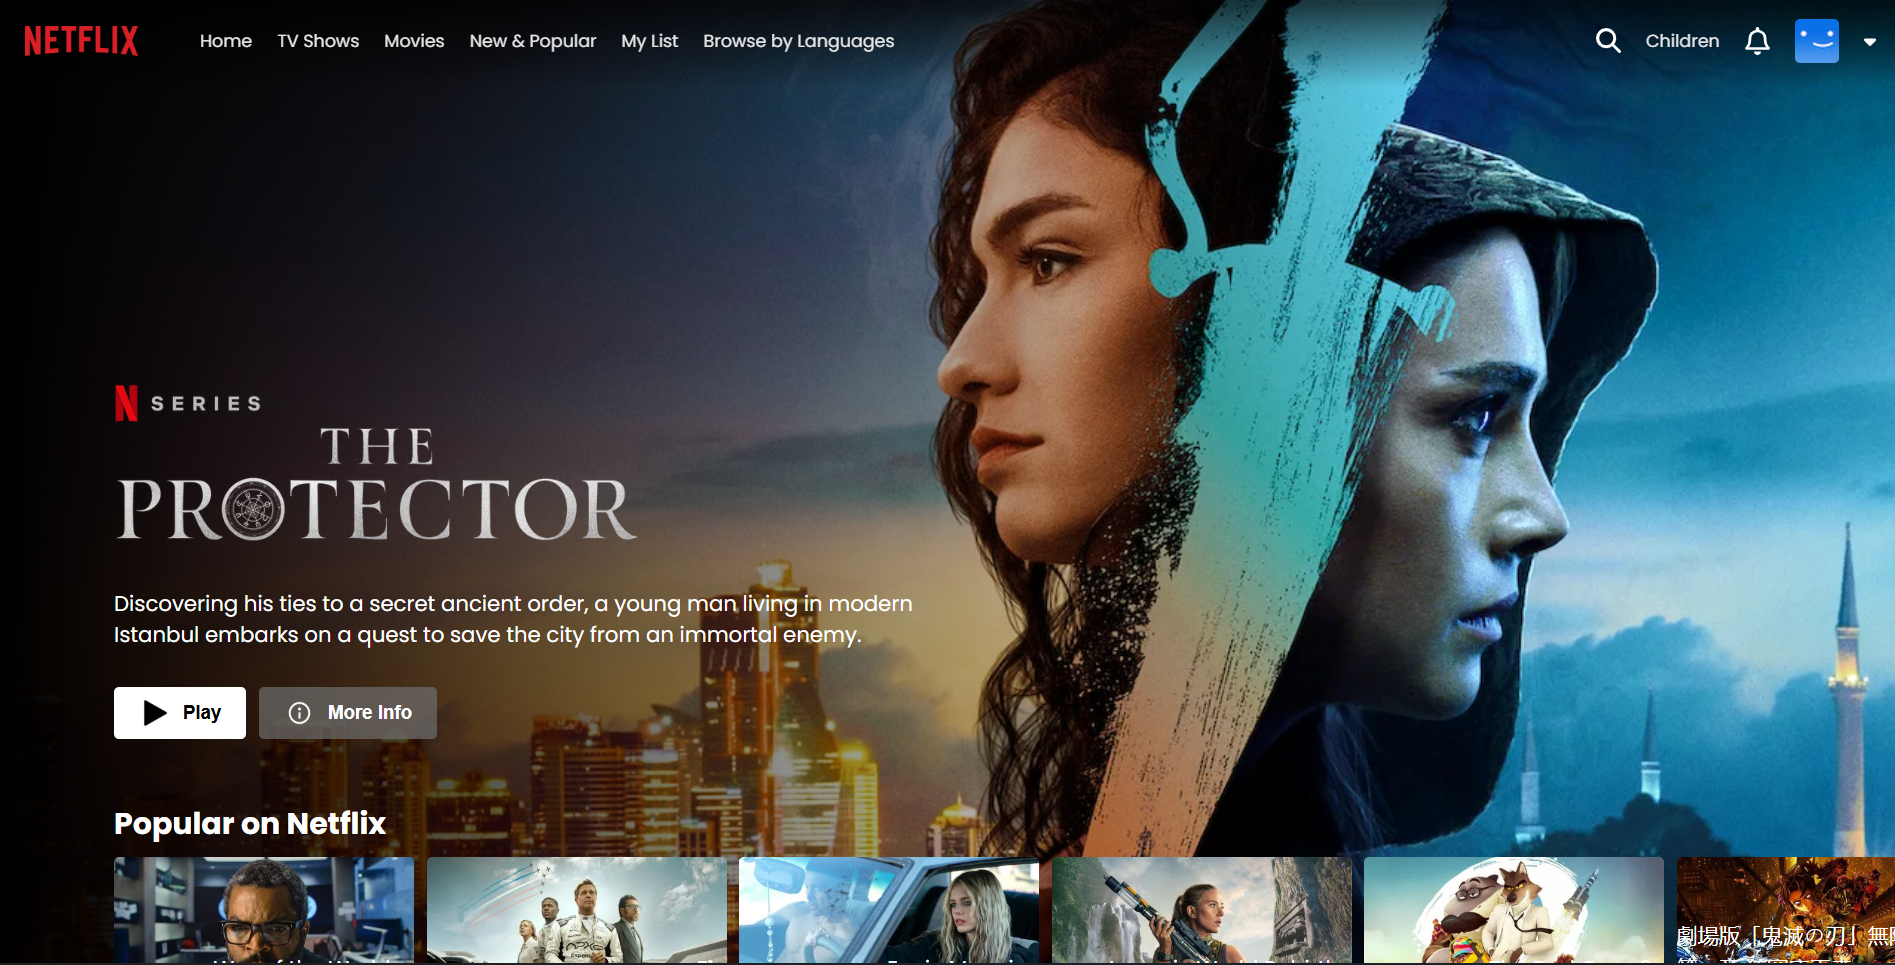 NETFLIX
Home
TV Shows
Movies
New & Popular
My List
Browse by Languages
Children
N SERIES
THE
PROTECTOR
Discovering his ties to a secret ancient order, a young man living in modern
Istanbul embarks on a quest to save the city from an immortal enemy.
Play
More Info
Popular on Netflix
劇場版「鬼滅の刃」無限